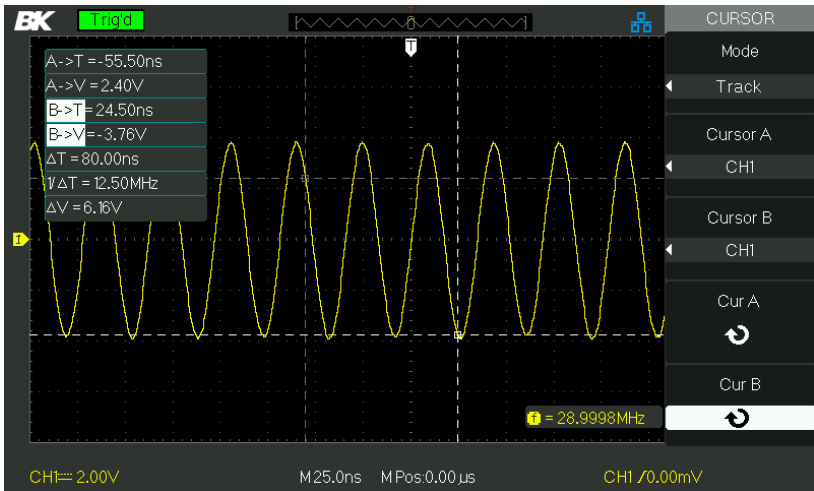 BK Trig'd CURSOR
T
Mode
Track
A->T =-55.50ns
A->V =2.40V
B->T =24.50ns
B->V =-3.76V
ΔT =80.00ns
1/ΔT = 12.50MHz
ΔV =6.16V
Cursor A
CH1
Cursor B
CH1
Cur A
Cur B
1
f = 28.9998MHz
CH1 2.00V M25.0ns M Pos:0.00μs CH1 0.00mV